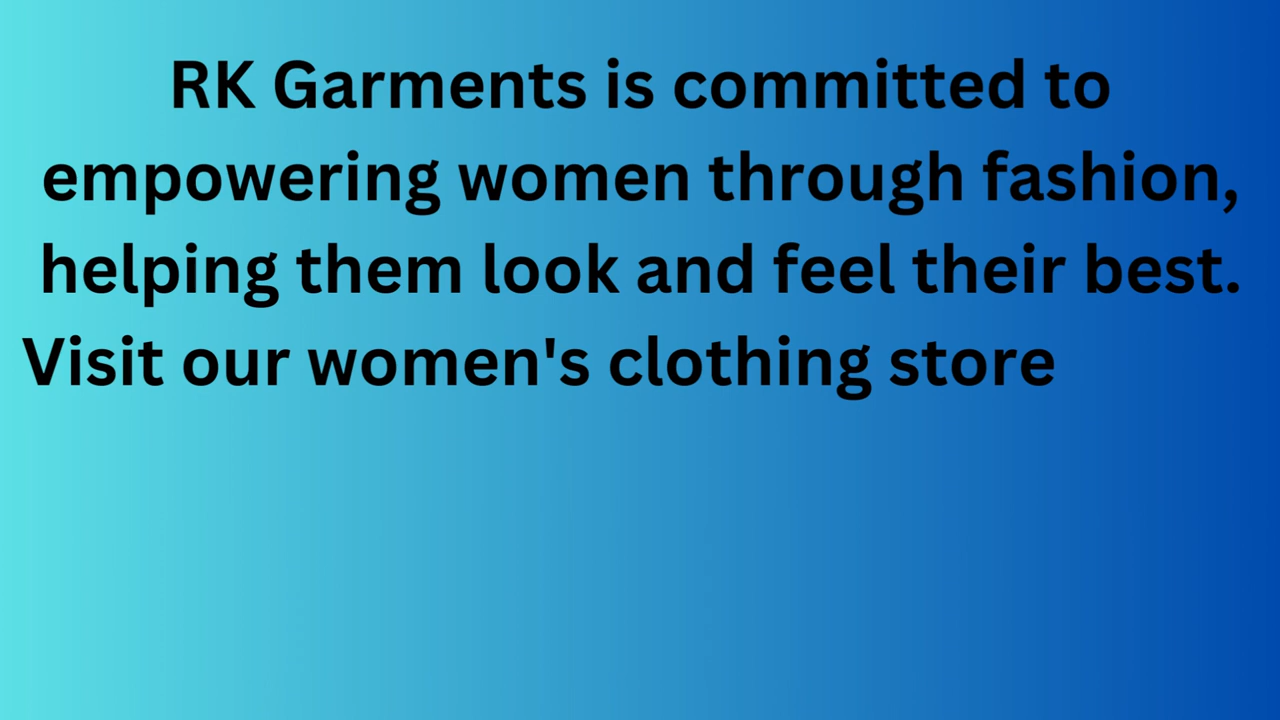 RK Garments is committed to
empowering women through fashion,
helping them look and feel their best.
Visit our women's clothing store